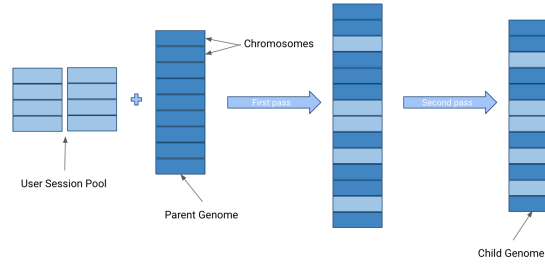 Chromosomes
First pass
Second pass
User Session Pool
Parent Genome
Child Genome